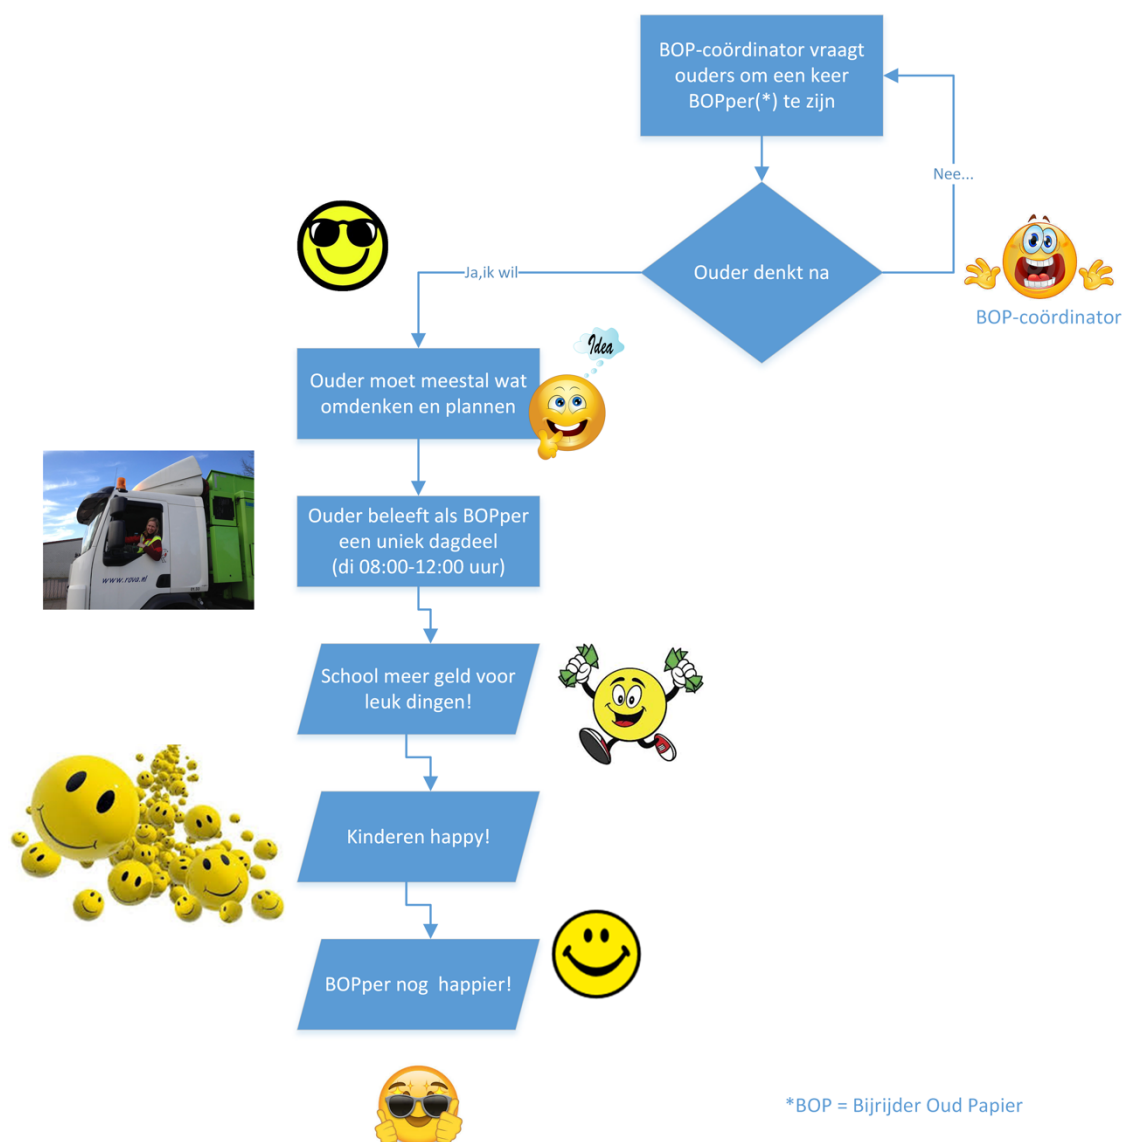 BOP-coördinator vraagt
ouders om een keer
BOPper(*) te zijn
Nee...
Ouder denkt na
Ja,ik wil
BOP-coördinator
Idea
Ouder moet meestal wat
omdenken en plannen
Ouder beleeft als BOPper
een uniek dagdeel
(di 08:00-12:00 uur)
www.rova.nl
School meer geld voor
leuk dingen!
Kinderen happy!
BOPper nog  happier!
*BOP = Bijrijder Oud Papier